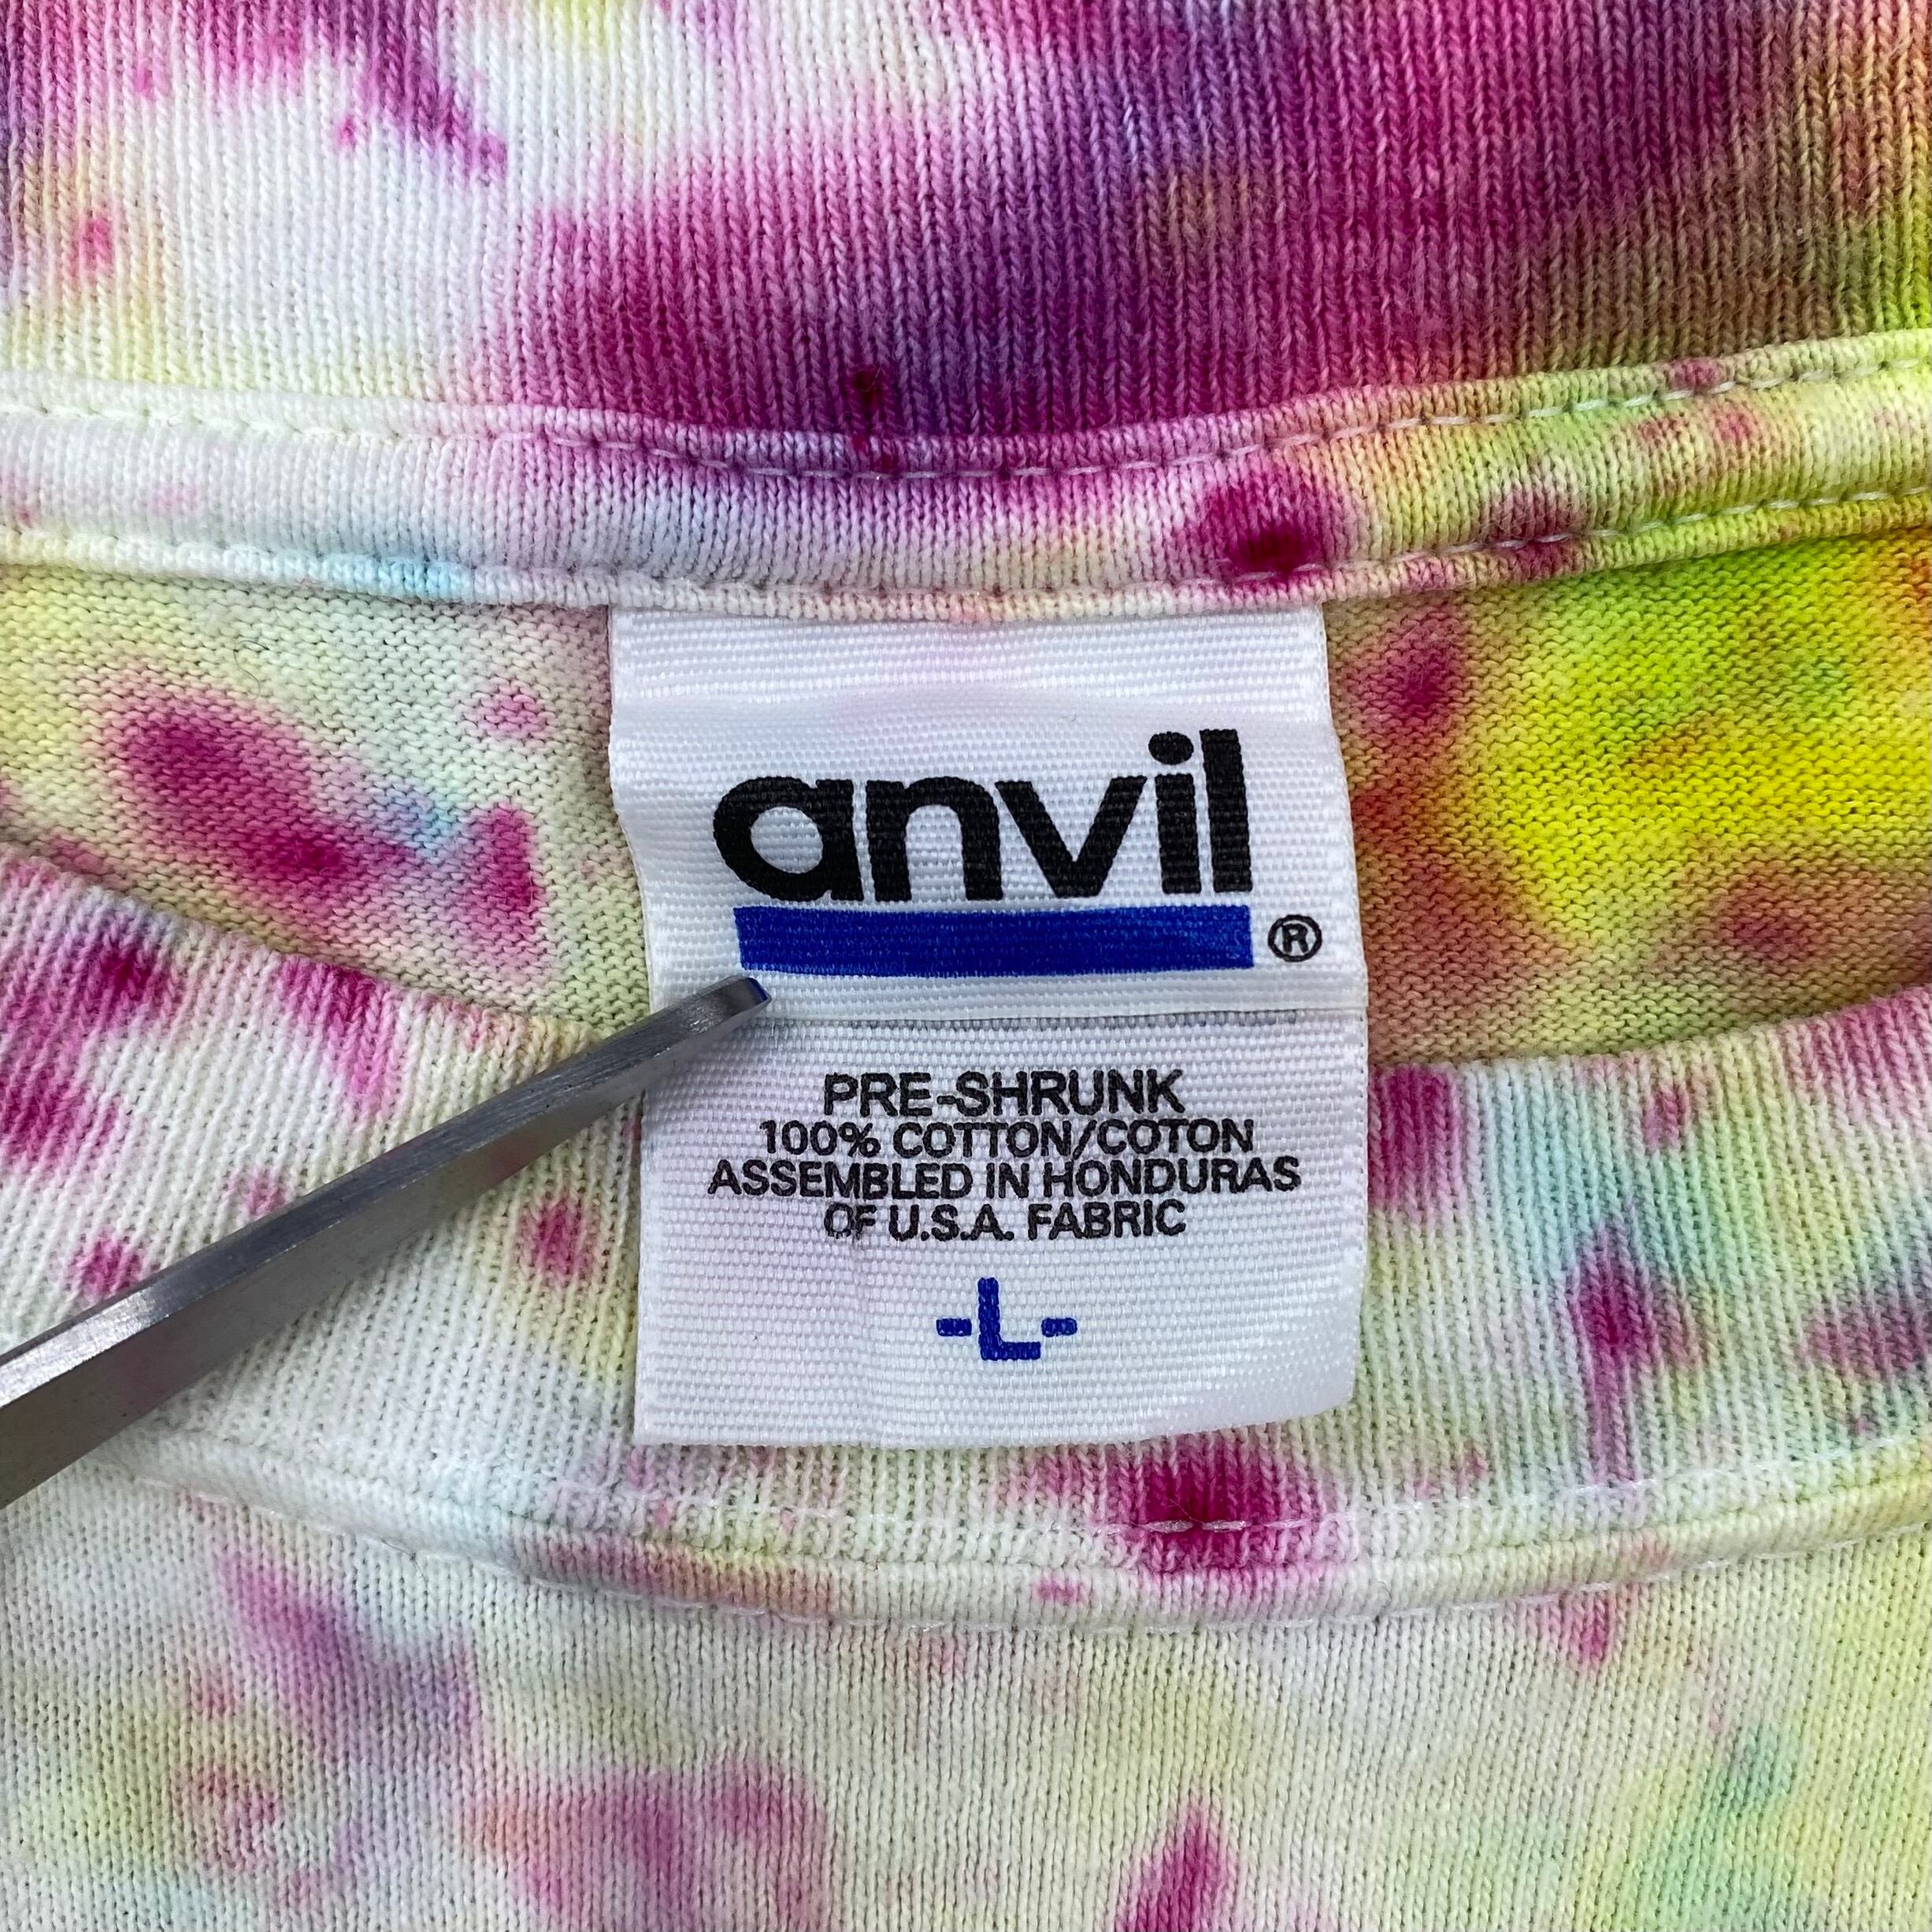 anvil
®
PRE-SHRUNK
100% COTTON/COTON
ASSEMBLED IN HONDURAS
OF U.S.A. FABRIC
-L-